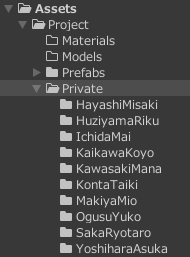 Assets
Project
Materials
Models
Prefabs
Private
HayashiMisaki
HuziyamaRiku
IchidaMai
KaikawaKoyo
KawasakiMana
KontaTaiki
MakiyaMio
OgusuYuko
SakaRyotaro
YoshiharaAsuka